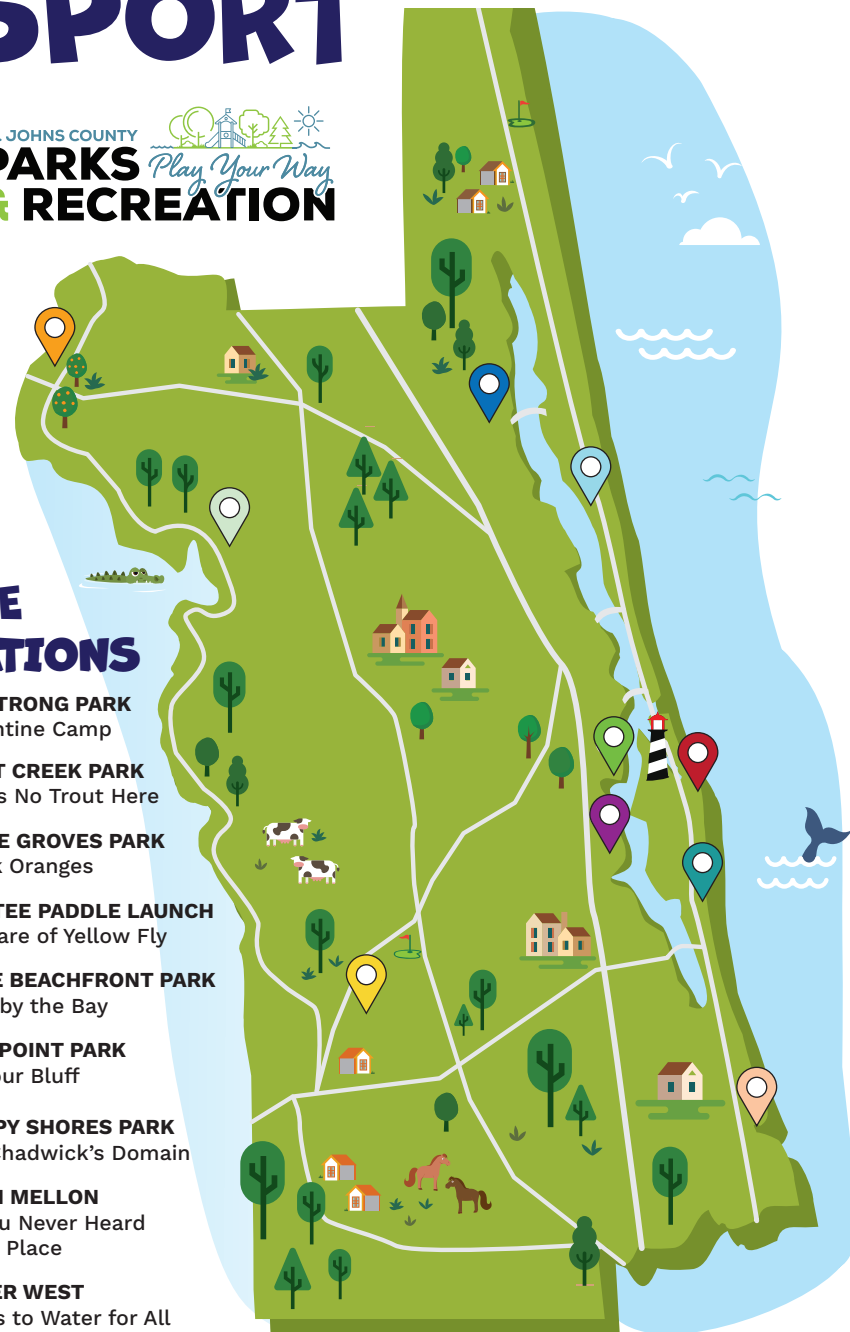 SPORT
JOHNS COUNTY
PARKS
Play Your Way
& RECREATION
E
ATIONS
TRONG PARK
ntine Camp
T CREEK PARK
s No Trout Here
E GROVES PARK
k Oranges
TEE PADDLE LAUNCH
are of Yellow Fly
E BEACHFRONT PARK
by the Bay
POINT PARK
our Bluff
PY SHORES PARK
Chadwick's Domain
MELLON
u Never Heard
Place
ER WEST
s to Water for All